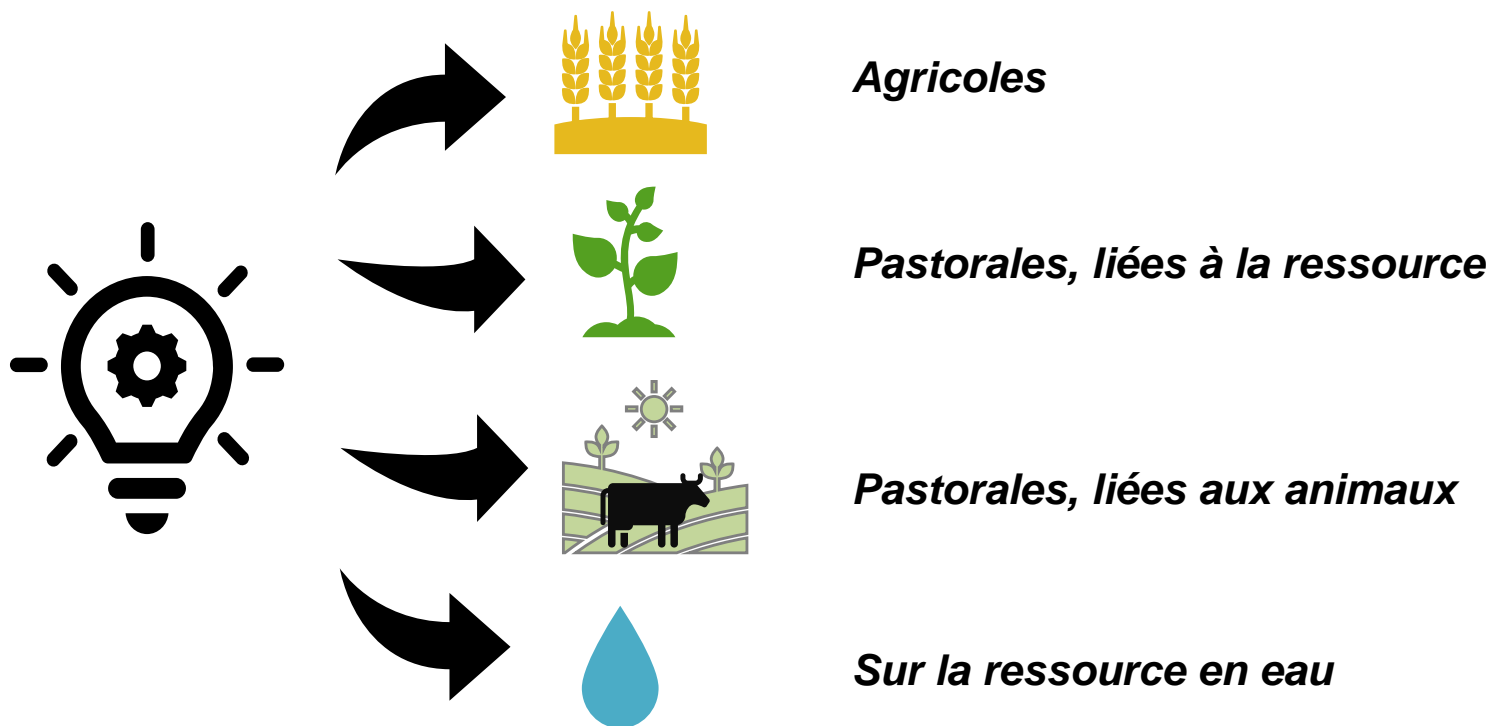 Agricoles
Pastorales, liées à la ressource
Pastorales, liées aux animaux
Sur la ressource en eau